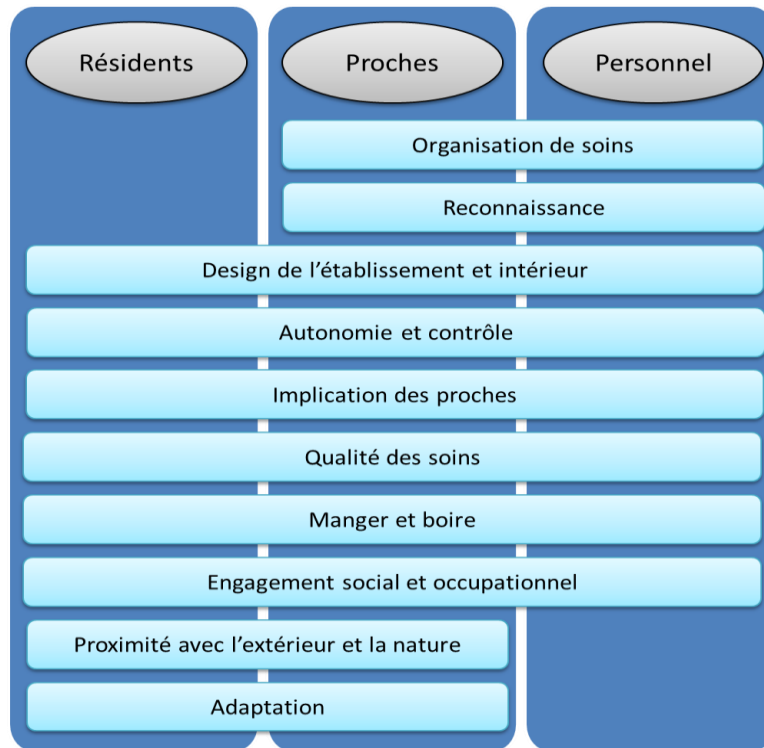 Résidents
Proches
Personnel
Organisation de soins
Reconnaissance
Design de l'établissement et intérieur
Autonomie et contrôle
Implication des proches
Qualité des soins
Manger et boire
Engagement social et occupationnel
Proximité avec l'extérieur et la nature
Adaptation